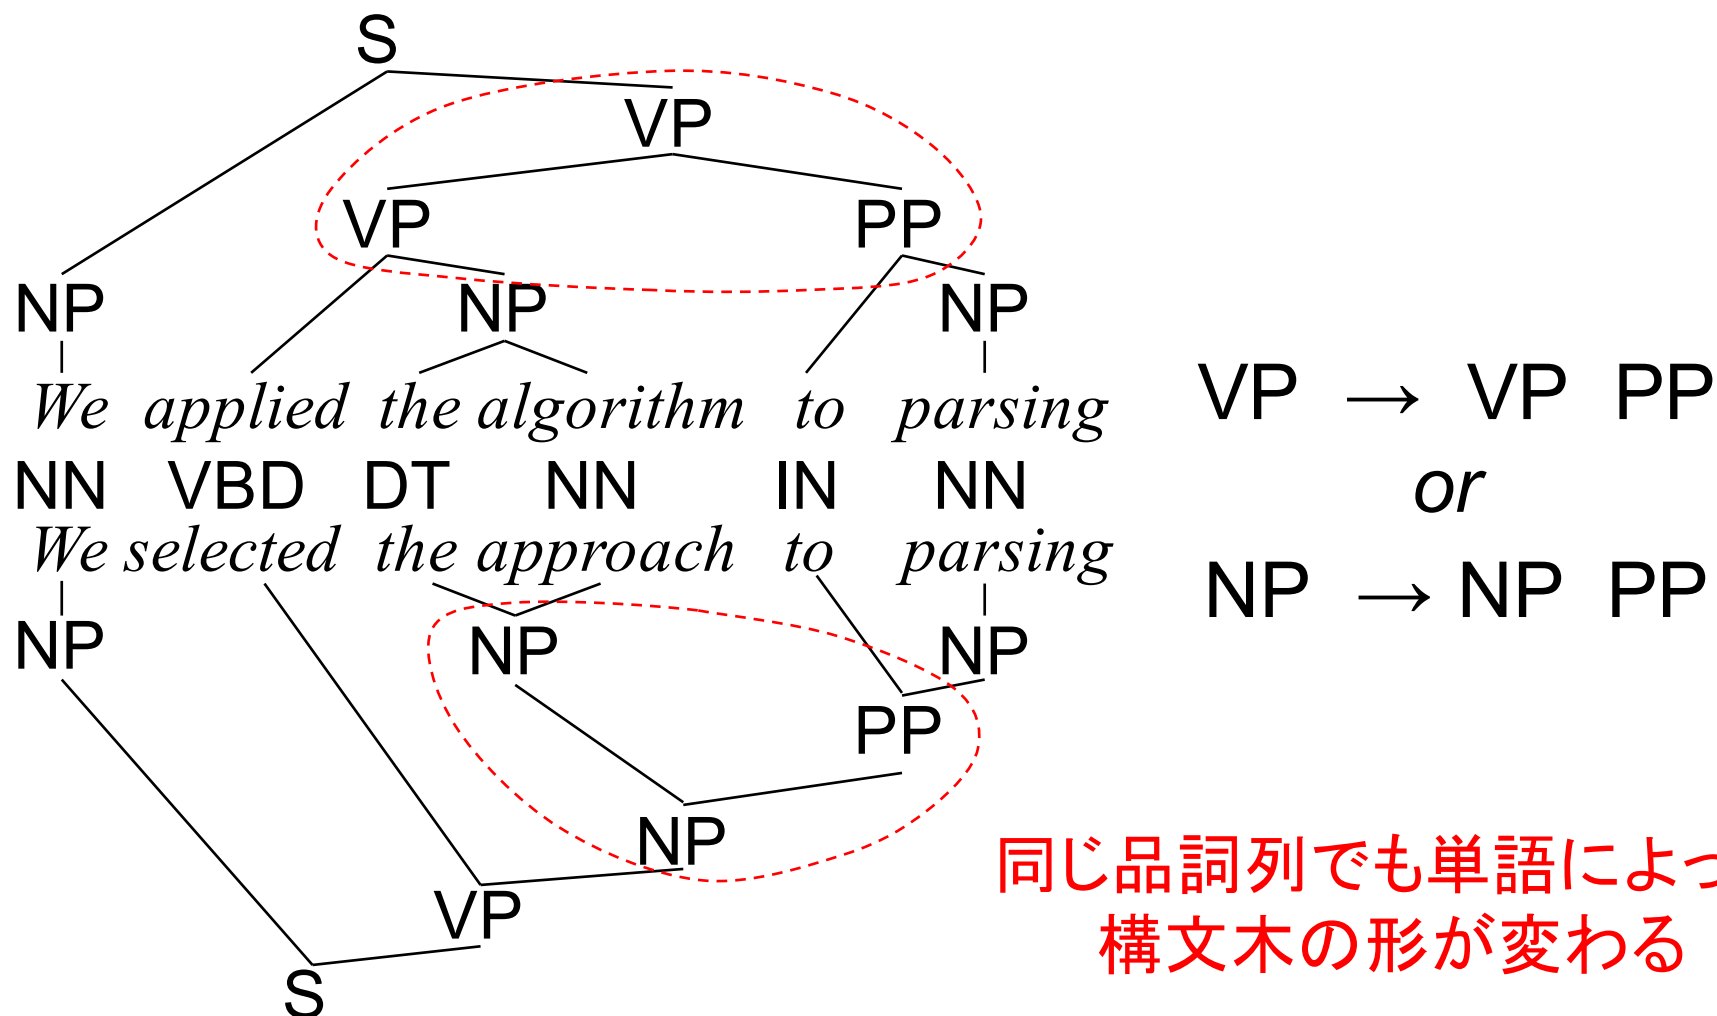 S
VP
VP PP
NP NP NP
We applied the algorithm to parsing
NN VBD DT NN IN NN
We selected the approach to parsing
NP NP NP
PP
NP
VP
S
VP → VP PP
or
NP → NP PP
同じ品詞列でも単語によっ
構文木の形が変わる